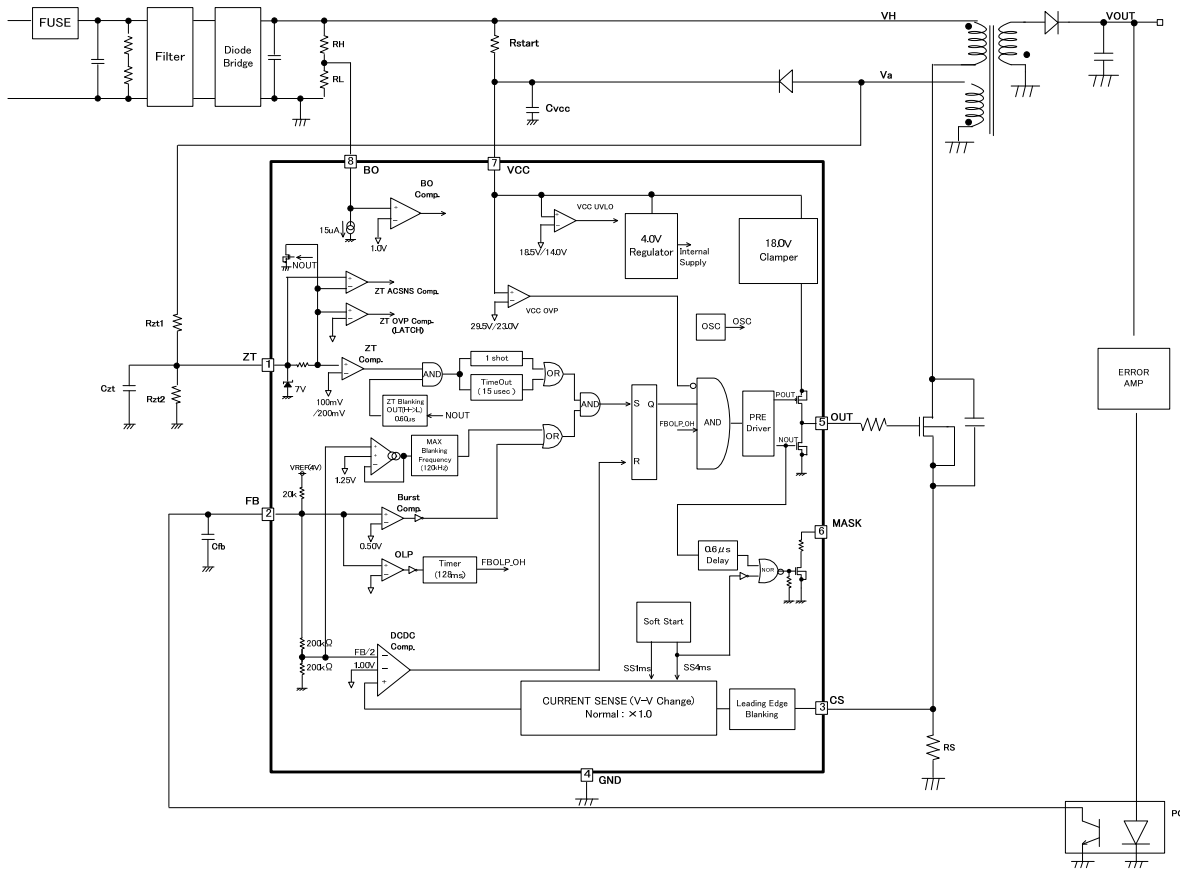 FUSE
VH
VOUT
RH
Rstart
Filter
Diode
Bridge
RL
Va
Cvcc
8
BO
7
VCC
BO
Comp.
VCC UVLO
15uA
1.0V
18.5V/14.0V
4.0V
Regulator
Internal
Supply
18.0V
Clamper
NOUT
ZT ACSNS Comp.
ZT OVP Comp.
(LATCH)
VCC OVP
29.5V/23.0V
OSC
OSC
Rzt1
ZT
1
ZT
Comp.
1 shot
AND
OR
TimeOut
( 15 usec )
7V
100mV
/200mV
ZT Blanking
OUT(H->L)
0.60μs
NOUT
AND
Czt
Rzt2
ERROR
AMP
S
Q
R
FBOLP_OH
AND
PRE
Driver
POUT
NOUT
5
OUT
OR
MAX
Blanking
Frequency
(120kHz)
1.25V
VREF(4V)
20k
FB
2
Burst
Comp.
0.50V
Cfb
OLP
Timer
(128ms)
FBOLP_OH
6
MASK
0.6μs
Delay
NOR
Soft Start
SS1ms
SS4ms
200kΩ
200kΩ
DCDC
Comp.
FB/2
1.00V
CURRENT SENSE (V-V Change)
Normal : ×1.0
Leading Edge
Blanking
3
CS
RS
4
GND
PC